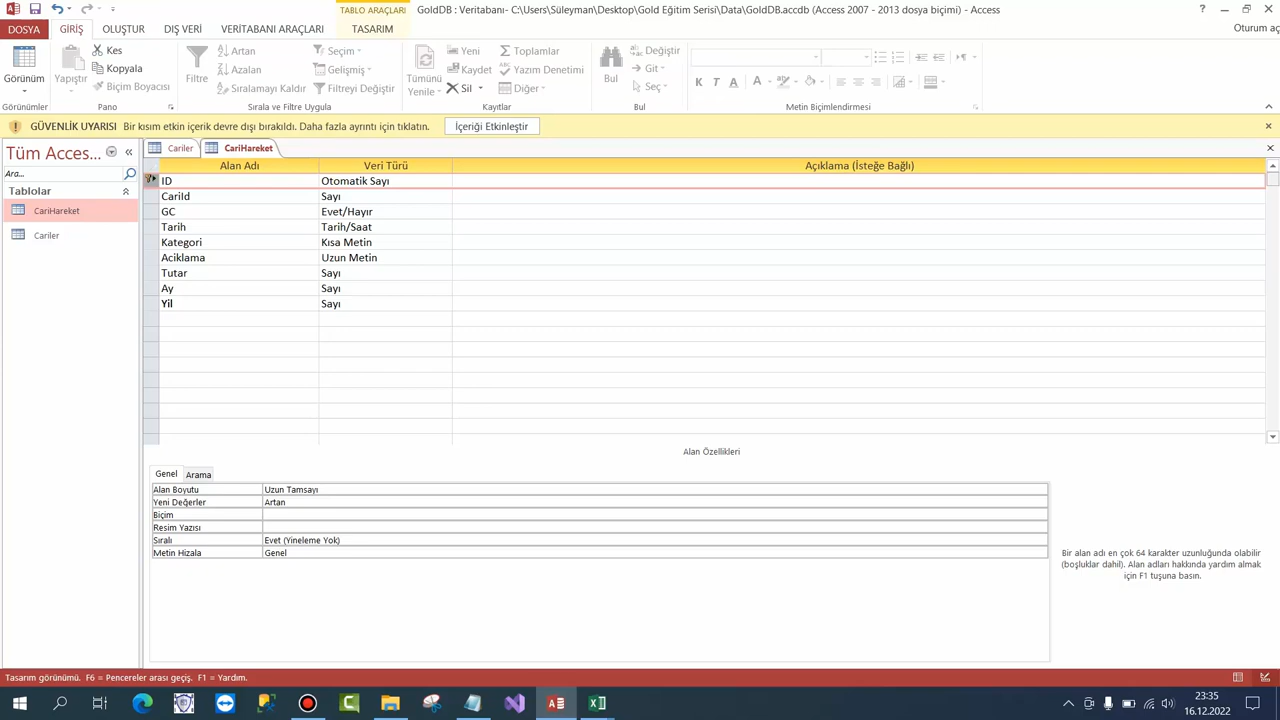 TABLO ARAÇLARI
GoldDB : Veritabanı- C:\Users\Süleyman\Desktop\Gold Eğitim Serisi\Data\GoldDB.accdb (Access 2007 - 2013 dosya biçimi) - Access
DOSYA GİRİŞ OLUŞTUR DIŞ VERİ VERİTABANI ARAÇLARI TASARIM Oturum aç
Görünüm
Görünümler
Yapıştır
Kes
Kopyala
Biçim Boyacısı
Pano
Filtre
Artan
Azalan
Sıralamayı Kaldır
Seçim
Gelişmiş
Filtreyi Değiştir
Sırala ve Filtre Uygula
Tümünü
Yenile
Yeni
Kaydet
Sil
Toplamlar
Yazım Denetimi
Diğer
Kayıtlar
Bul
Değiştir
Git
Seç
Bul
K T A A
Metin Biçimlendirmesi
GÜVENLİK UYARISI Bir kısım etkin içerik devre dışı bırakıldı. Daha fazla ayrıntı için tıklatın. İçeriği Etkinleştir
Tüm Acces...
Ara...
Tablolar
CariHareket
Cariler
Cariler CariHareket
Alan Adı Veri Türü Açıklama (İsteğe Bağlı)
ID Otomatik Sayı
CariId Sayı
GC Evet/Hayır
Tarih Tarih/Saat
Kategori Kısa Metin
Aciklama Uzun Metin
Tutar Sayı
Ay Sayı
Yil Sayı
Alan Özellikleri
Genel Arama
Alan Boyutu Uzun Tamsayı
Yeni Değerler Artan
Biçim
Resim Yazısı
Sıralı Evet (Yineleme Yok)
Metin Hizala Genel
Bir alan adı en çok 64 karakter uzunluğunda olabilir
(boşluklar dahil). Alan adları hakkında yardım almak
için F1 tuşuna basın.
Tasarım görünümü. F6 = Pencereler arası geçiş. F1 = Yardım.
23:35
16.12.2022